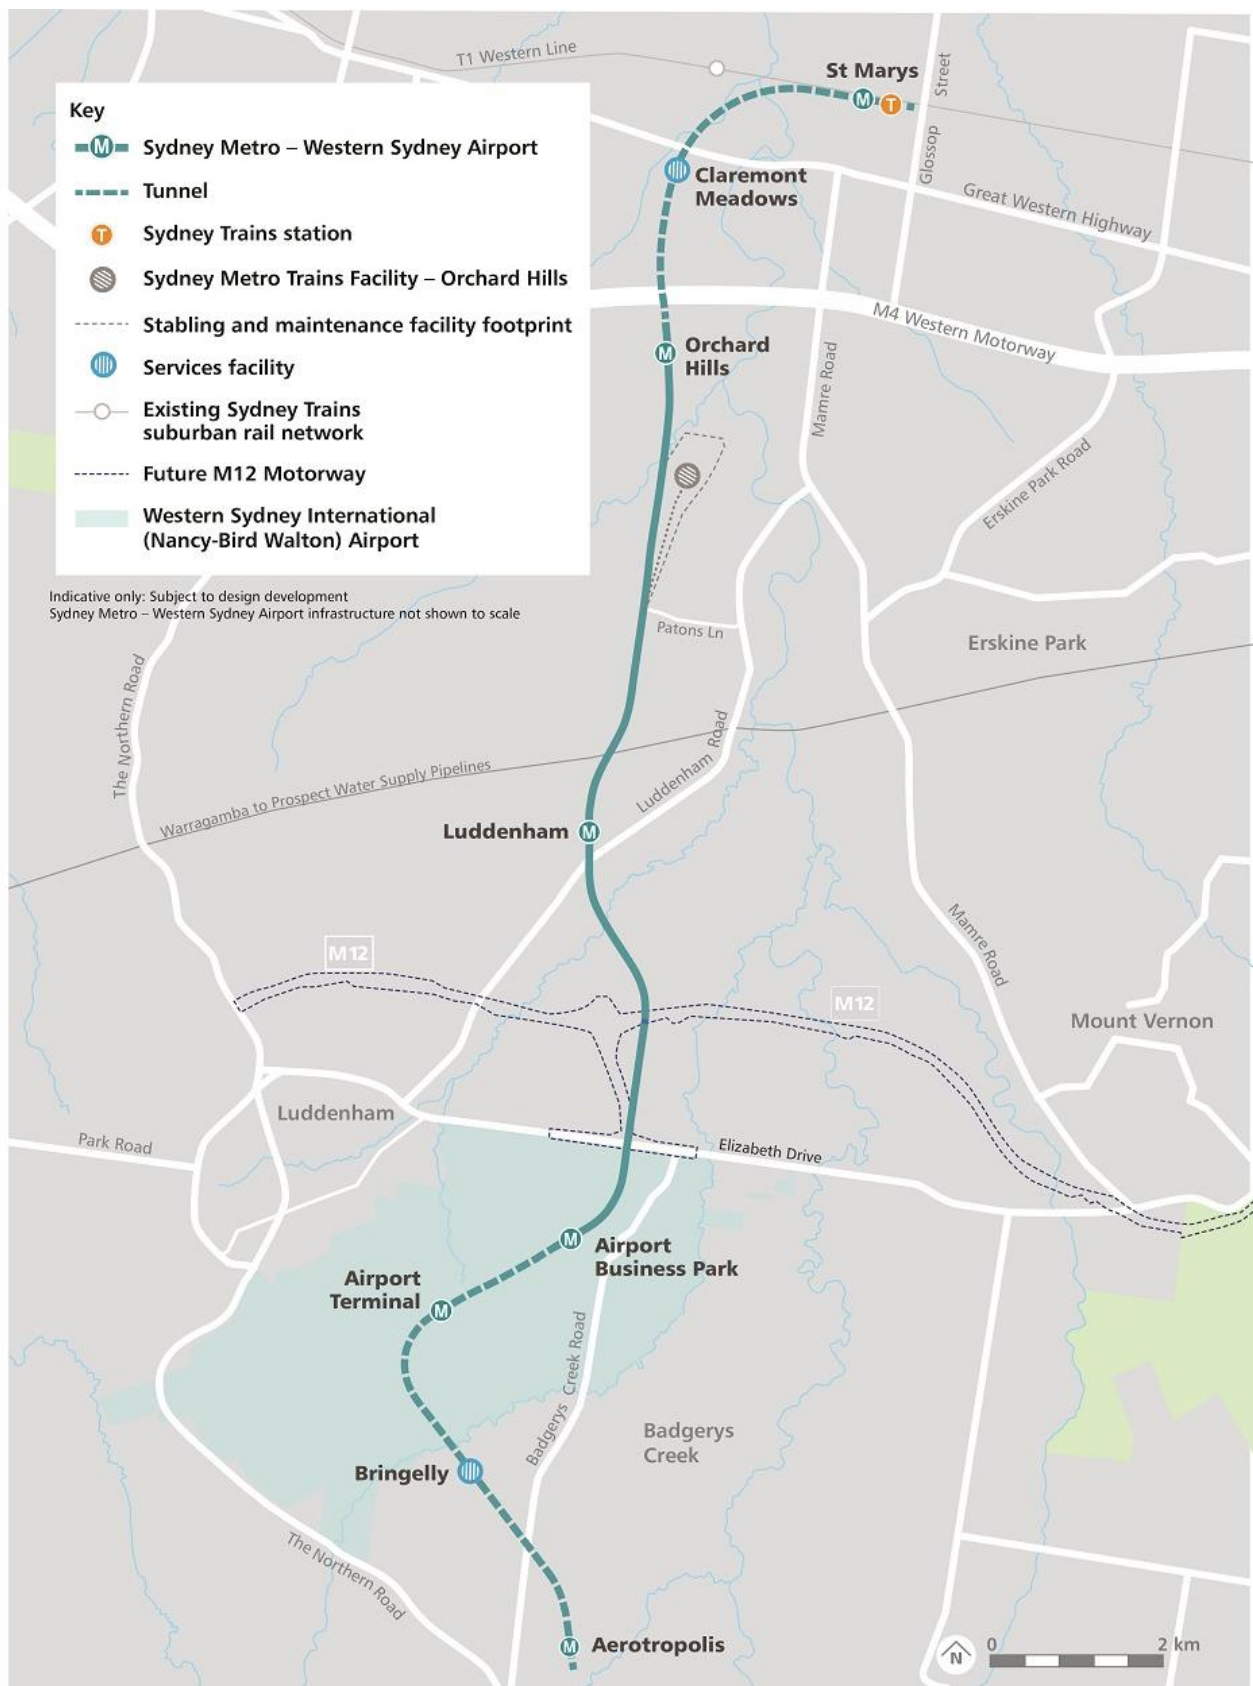 T1 Western Line
St Marys
M
T
Glossop
Street
Key
M
Sydney Metro – Western Sydney Airport
Tunnel
T
Sydney Trains station
Sydney Metro Trains Facility – Orchard Hills
Stabling and maintenance facility footprint
Services facility
Existing Sydney Trains
suburban rail network
Future M12 Motorway
Western Sydney International
(Nancy-Bird Walton) Airport
Indicative only: Subject to design development
Sydney Metro – Western Sydney Airport infrastructure not shown to scale
Claremont
Meadows
Great Western Highway
M4 Western Motorway
M
Orchard
Hills
Mamre Road
Erskine Park Road
Patons Ln
Erskine Park
The Northern Road
Warragamba to Prospect Water Supply Pipelines
Luddenham Road
Luddenham
M
Mamre Road
M12
M12
Mount Vernon
Luddenham
Park Road
Elizabeth Drive
M
Airport
Business Park
Airport
Terminal
M
Badgerys Creek Road
Badgerys
Creek
Bringelly
The Northern Road
M
Aerotropolis
N
0
2 km